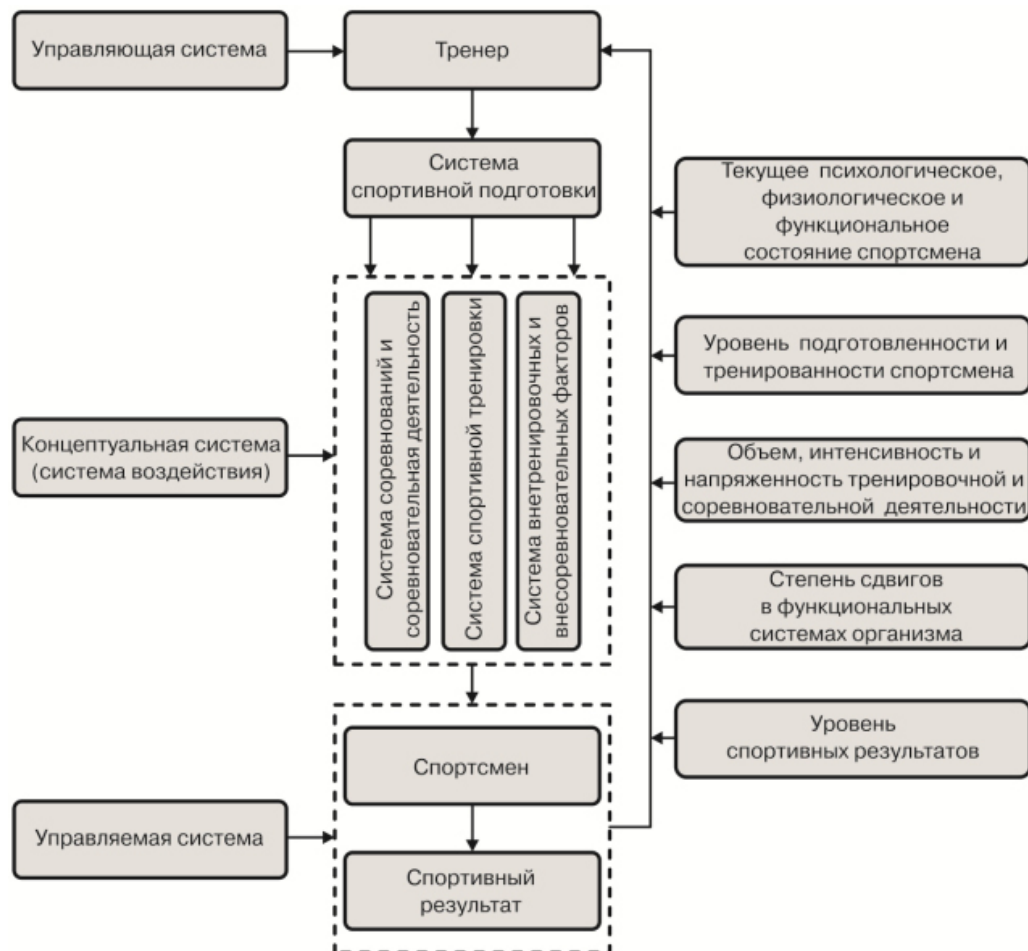 Управляющая система
Тренер
Система
спортивной подготовки
Текущее психологическое,
физиологическое и
функциональное
состояние спортсмена
Уровень подготовленности и
тренированности спортсмена
Концептуальная система
(система воздействия)
Система соревнований и
соревновательная деятельность
Система спортивной тренировки
Система внетренировочных и
внесоревновательных факторов
Объем, интенсивность и
напряженность тренировочной и
соревновательной деятельности
Степень сдвигов
в функциональных
системах организма
Уровень
спортивных результатов
Управляемая система
Спортсмен
Спортивный
результат